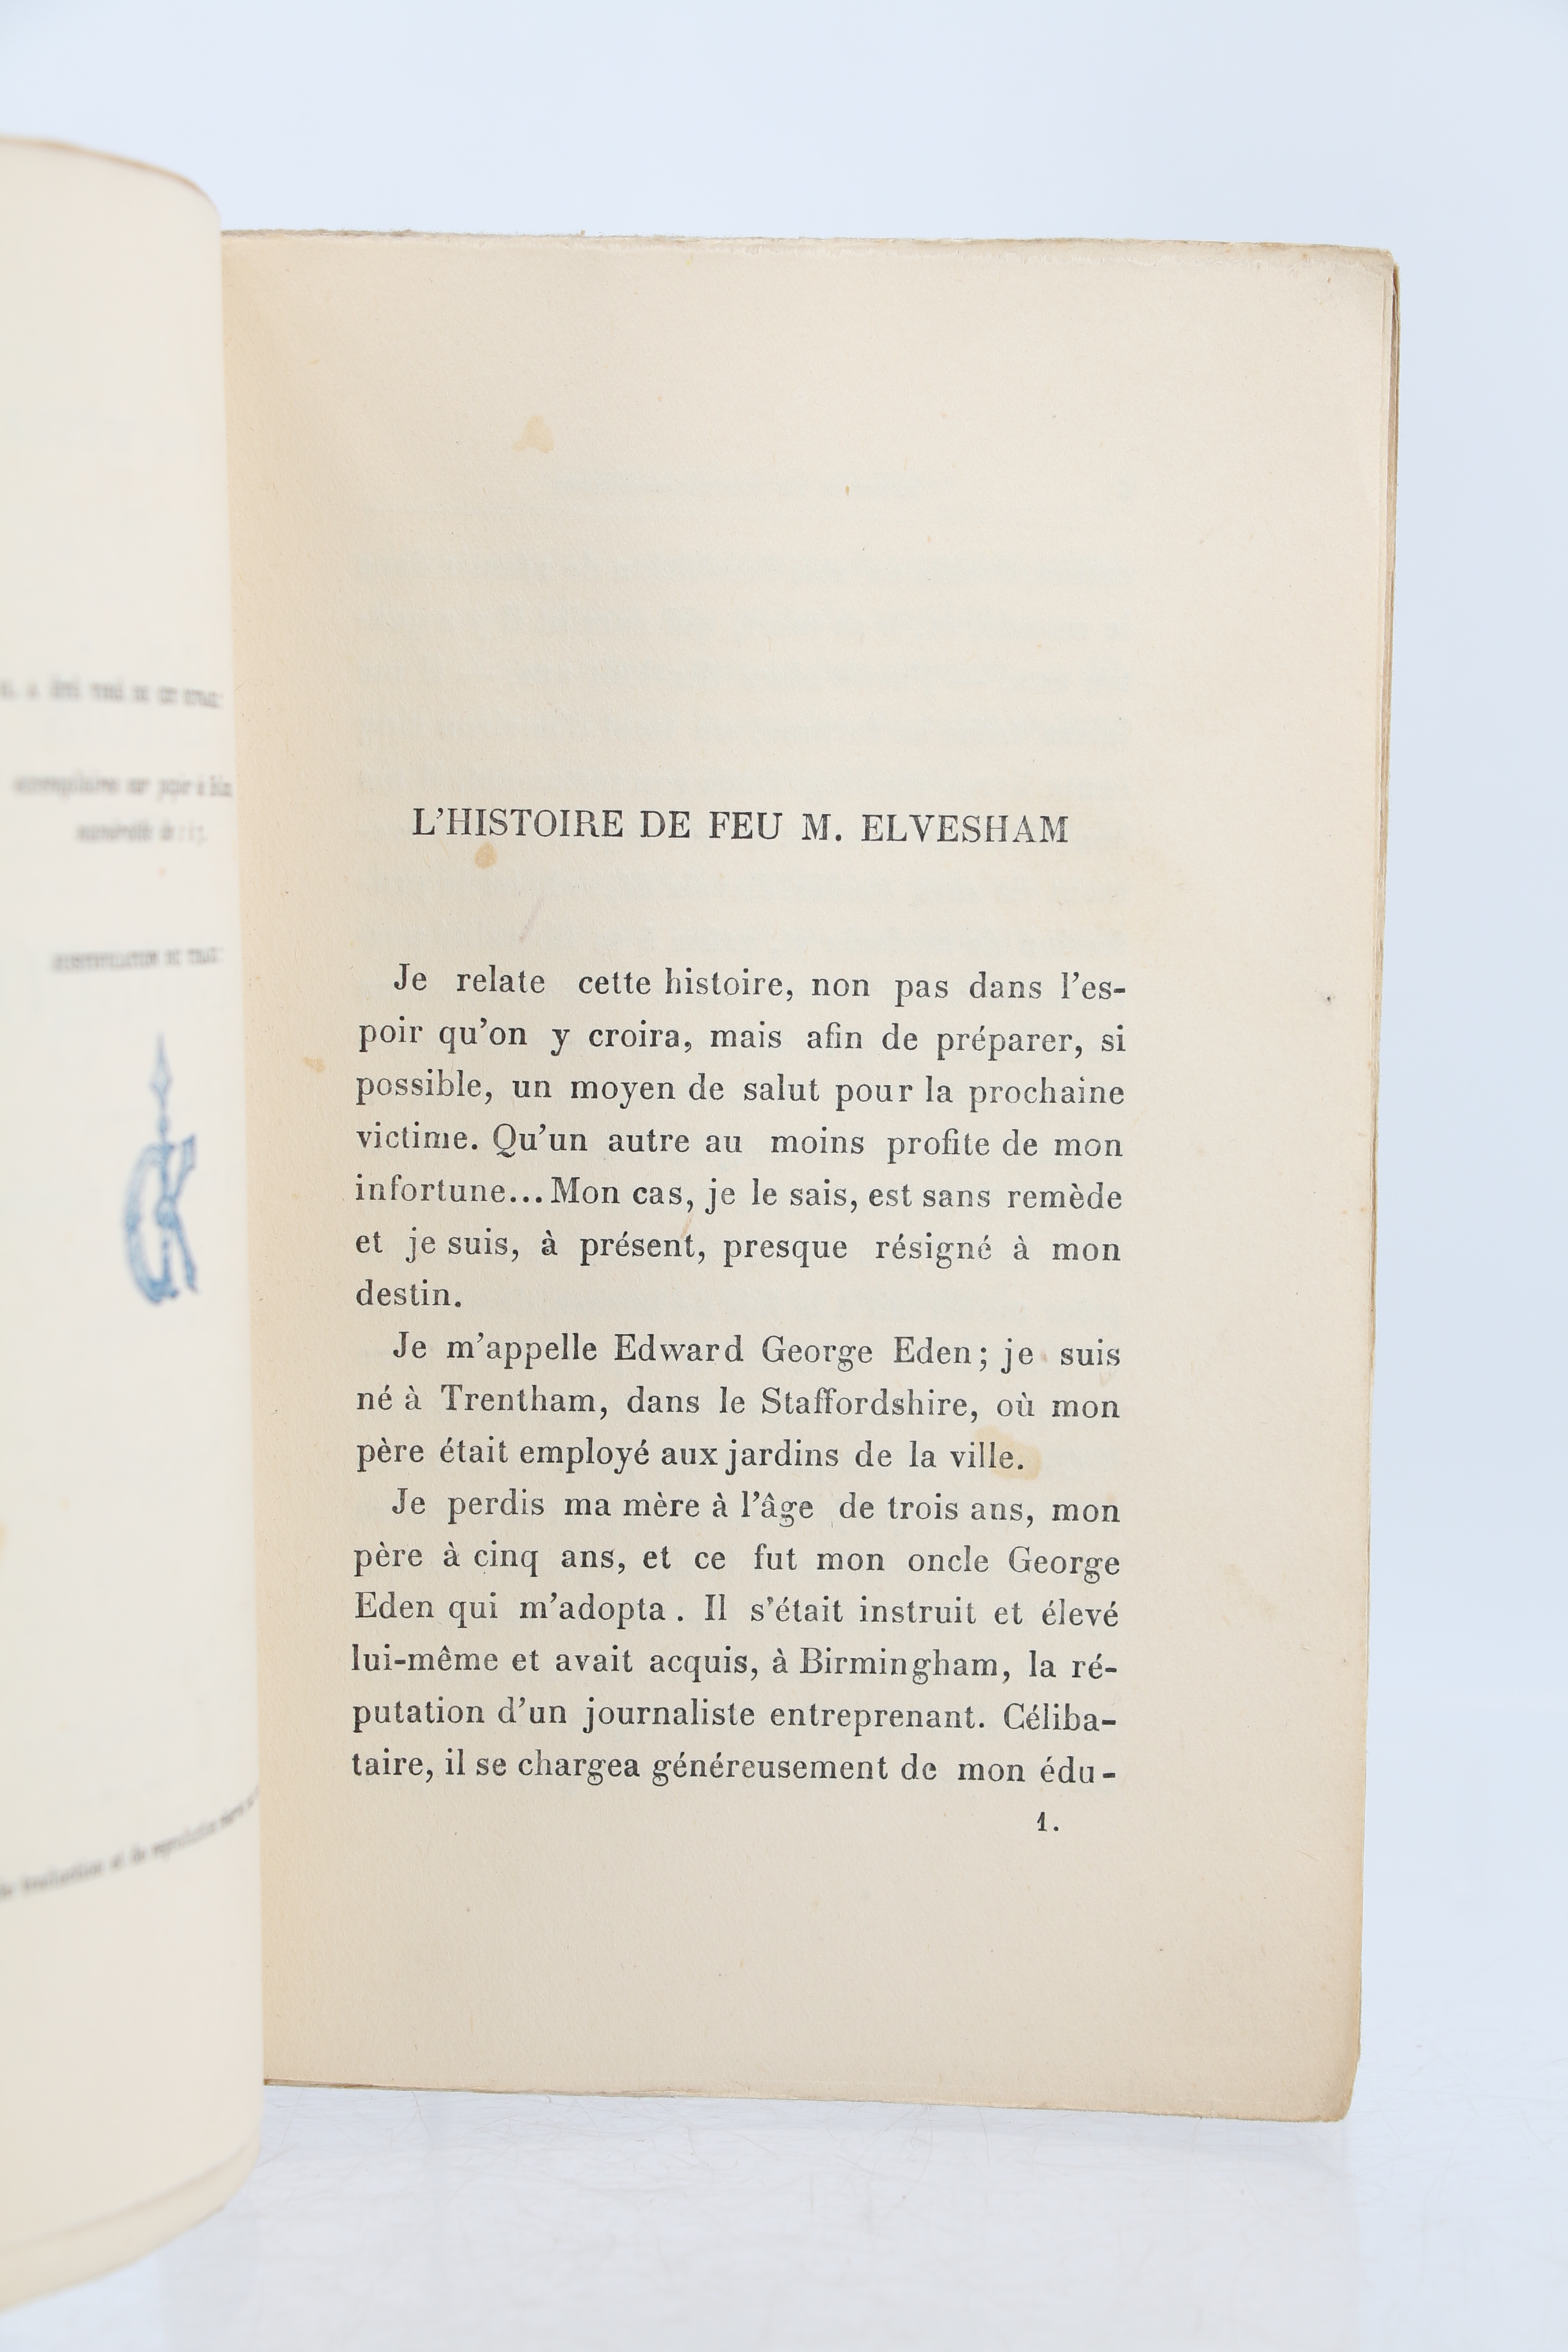 L'HISTOIRE DE FEU M. ELVESHAM
Je relate cette histoire, non pas dans l'es-
poir qu'on y croira, mais afin de préparer, si
possible, un moyen de salut pour la prochaine
victime. Qu'un autre au moins profite de mon
infortune... Mon cas, je le sais, est sans remède
et je suis, à présent, presque résigné à mon
destin.
Je m'appelle Edward George Eden; je suis
né à Trentham, dans le Staffordshire, où mon
père était employé aux jardins de la ville.
Je perdis ma mère à l'âge de trois ans, mon
père à cinq ans, et ce fut mon oncle George
Eden qui m'adopta. Il s'était instruit et élevé
lui-même et avait acquis, à Birmingham, la ré-
putation d'un journaliste entreprenant. Céliba-
taire, il se chargea généreusement de mon édu-
1.